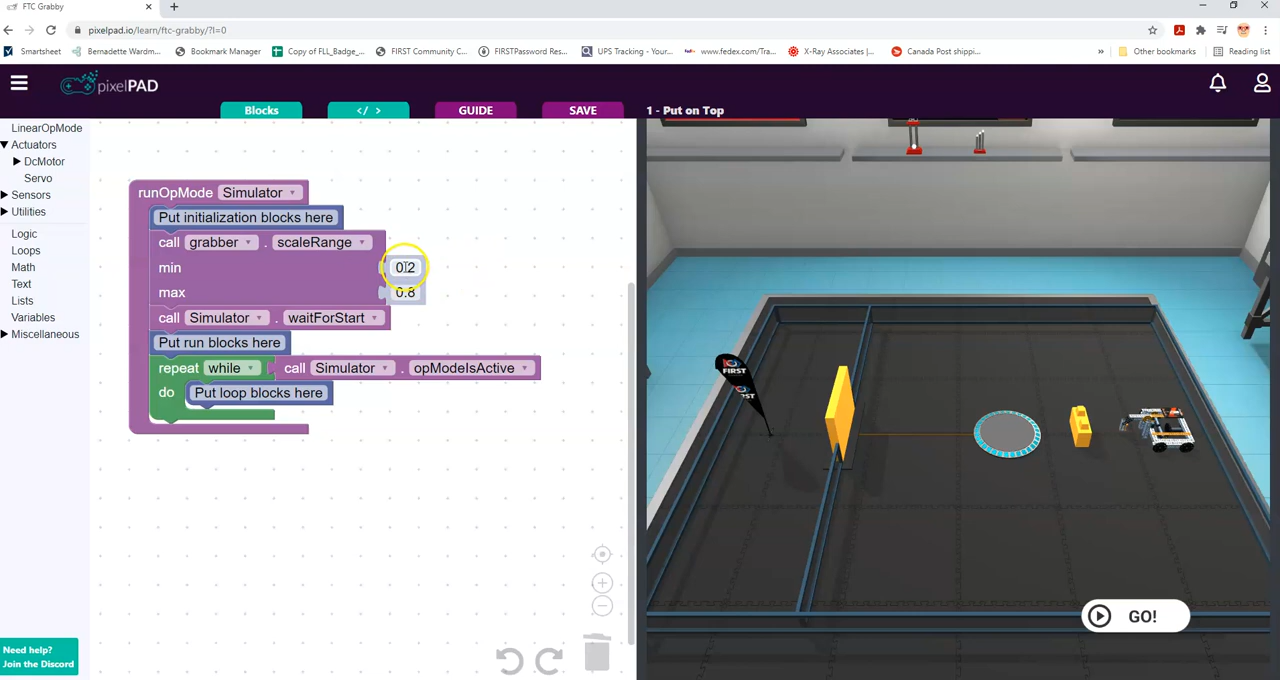 FTC Grabby
pixelpad.io/learn/ftc-grabby/?l=0
Smartsheet
Bernadette Wardm...
Bookmark Manager
Copy of FLL_Badge_...
FIRST Community C...
FIRSTPassword Res...
UPS Tracking - Your...
www.fedex.com/Tra...
X-Ray Associates |...
Canada Post shippi...
»
Other bookmarks
Reading list
pixelPAD
Blocks
</>
GUIDE
SAVE
1 - Put on Top
LinearOpMode
Actuators
DcMotor
Servo
Sensors
Utilities
Logic
Loops
Math
Text
Lists
Variables
Miscellaneous
runOpMode Simulator
Put initialization blocks here
call grabber . scaleRange
min 0.2
max 0.8
call Simulator . waitForStart
Put run blocks here
repeat while call Simulator . opModeIsActive
do Put loop blocks here
FIRST
GO!
Need help?
Join the Discord